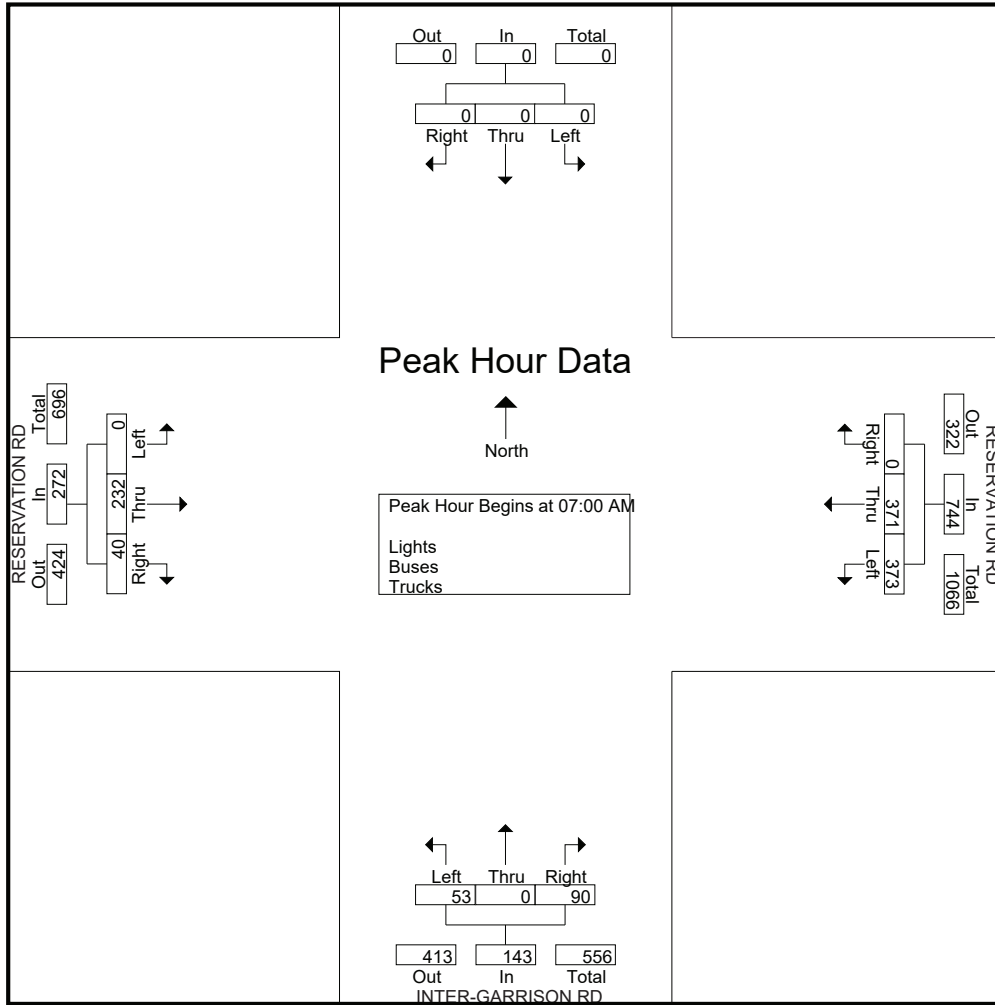 Out In Total
0 0 0
0 0 0
Right Thru Left
Peak Hour Data
North
Peak Hour Begins at 07:00 AM
Lights
Buses
Trucks
RESERVATION RD
Out In Total
424 272 696
Right Thru Left
40 232 0
RESERVATION RD
Out In Total
322 744 1066
0 371 373
Right Thru Left
Left Thru Right
53 0 90
413 143 556
Out In Total
INTER-GARRISON RD